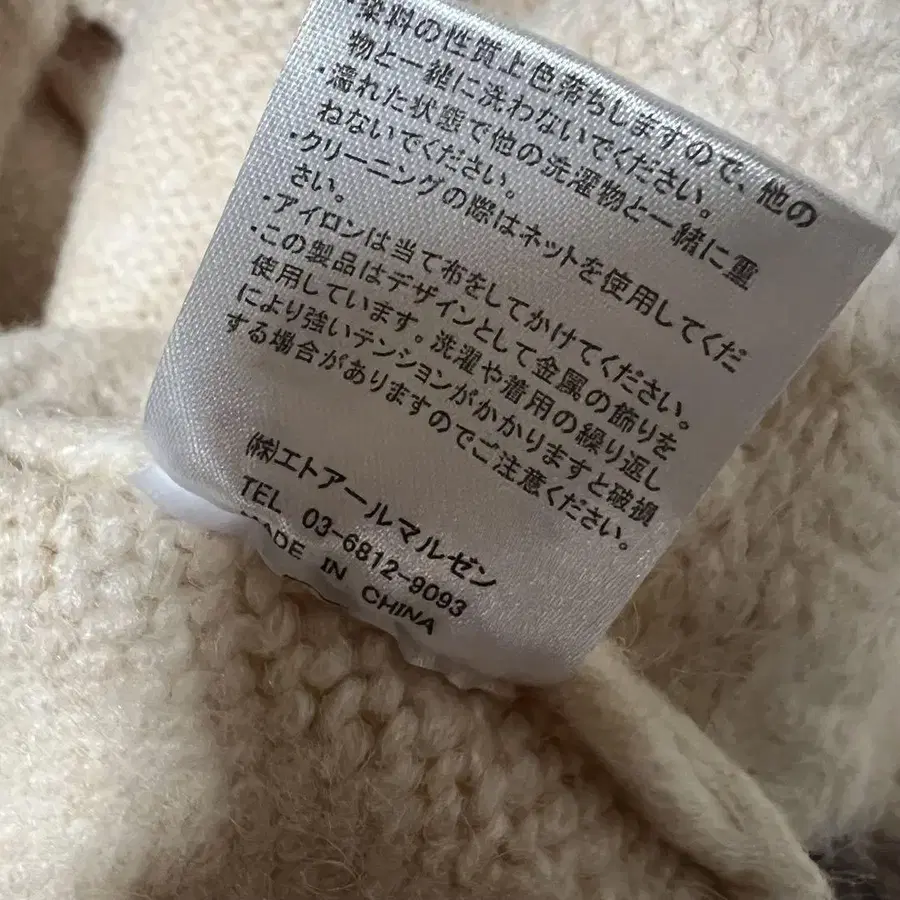 ・染料の性質上色落ちしますので、他の
物と一緒に洗わないでください。
・濡れた状態で他の洗濯物と一緒に重
ねないでください。
・クリーニングの際はネットを使用してくだ
さい。
・アイロンは当て布をしてかけてください。
・この製品はデザインとして金属の飾りを
使用しています。洗濯や着用の繰り返し
により強いテンションがかかりますと破損
する場合がありますのでご注意ください。
㈱エトアールマルゼン
TEL 03-6812-9093
MADE IN CHINA